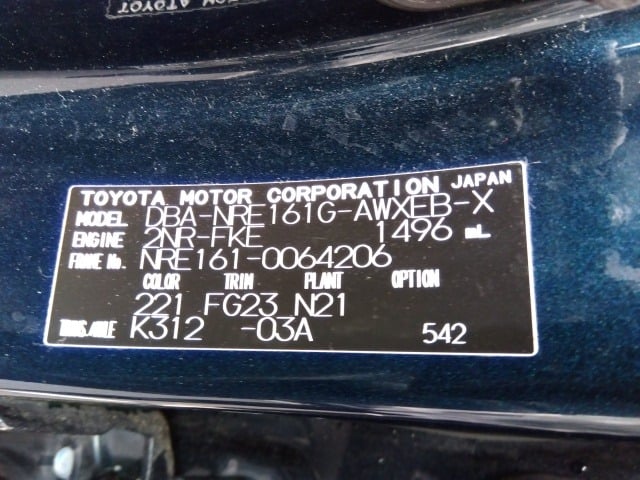 TOYOTA MOTOR CORPORATION JAPAN
MODEL DBA-NRE161G-AWXEB-X
ENGINE 2NR-FKE 1496 mL
FRAME No. NRE161-0064206
COLOR TRIM PLANT OPTION
221 FG23 N21
TRANS.AXLE K312 -03A 542